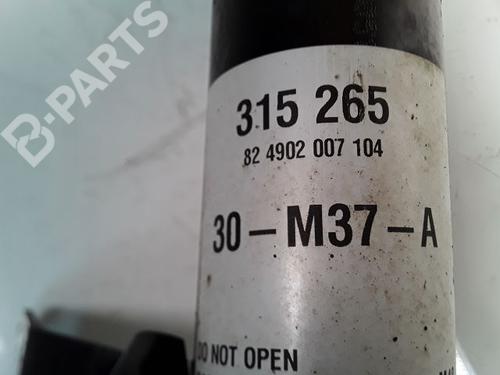 B-PARTS
315 265
82 4902 007 104
30-M37-A
DO NOT OPEN